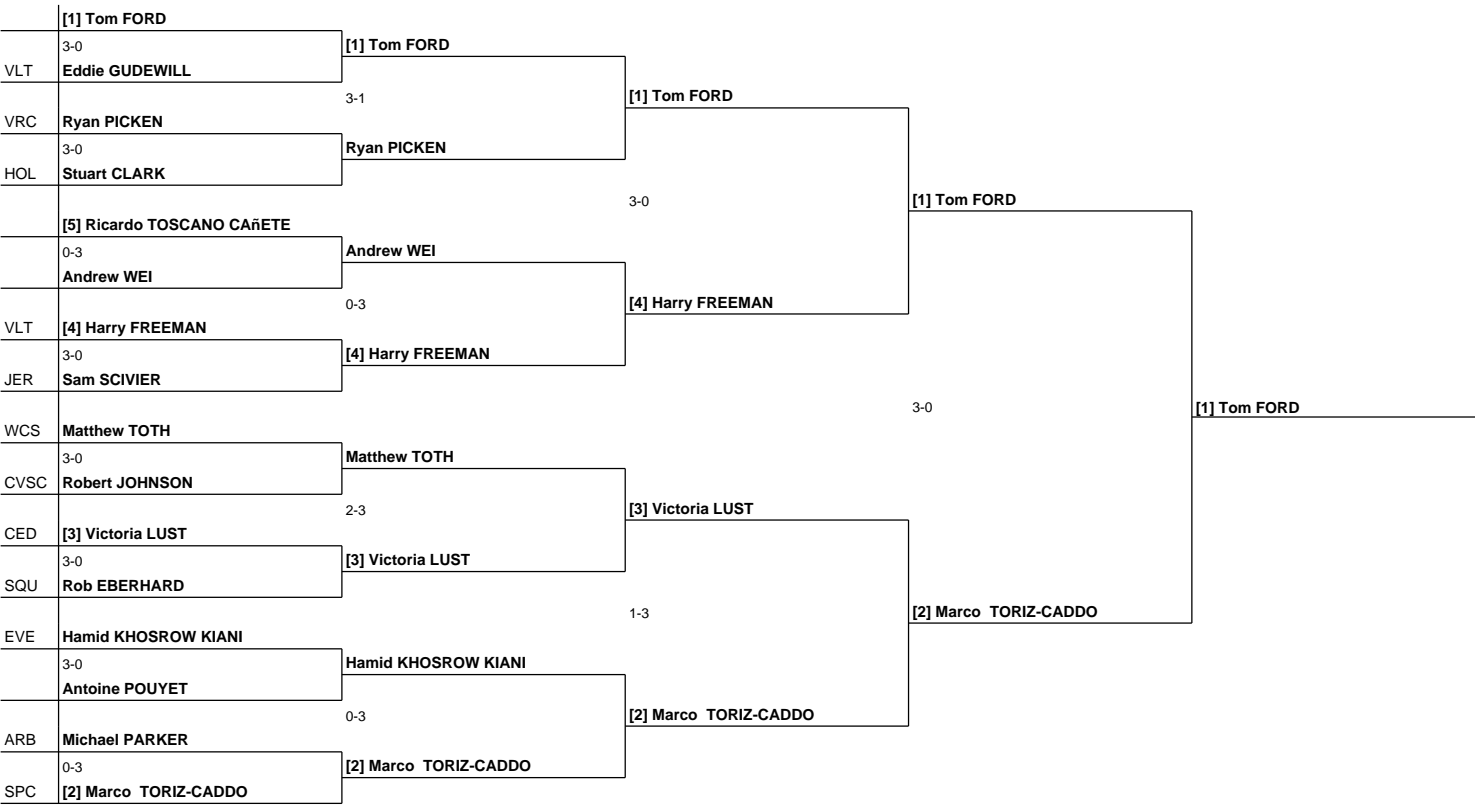 [1] Tom FORD
3-0
[1] Tom FORD
VLT Eddie GUDEWILL
3-1
[1] Tom FORD
VRC Ryan PICKEN
3-0
Ryan PICKEN
HOL Stuart CLARK
3-0
[1] Tom FORD
[5] Ricardo TOSCANO CAñETE
0-3
Andrew WEI
Andrew WEI
0-3
[4] Harry FREEMAN
VLT [4] Harry FREEMAN
3-0
[4] Harry FREEMAN
JER Sam SCIVIER
3-0
[1] Tom FORD
WCS Matthew TOTH
3-0
Matthew TOTH
CVSC Robert JOHNSON
2-3
[3] Victoria LUST
CED [3] Victoria LUST
3-0
[3] Victoria LUST
SQU Rob EBERHARD
1-3
[2] Marco TORIZ-CADDO
EVE Hamid KHOSROW KIANI
3-0
Hamid KHOSROW KIANI
Antoine POUYET
0-3
[2] Marco TORIZ-CADDO
ARB Michael PARKER
0-3
[2] Marco TORIZ-CADDO
SPC [2] Marco TORIZ-CADDO